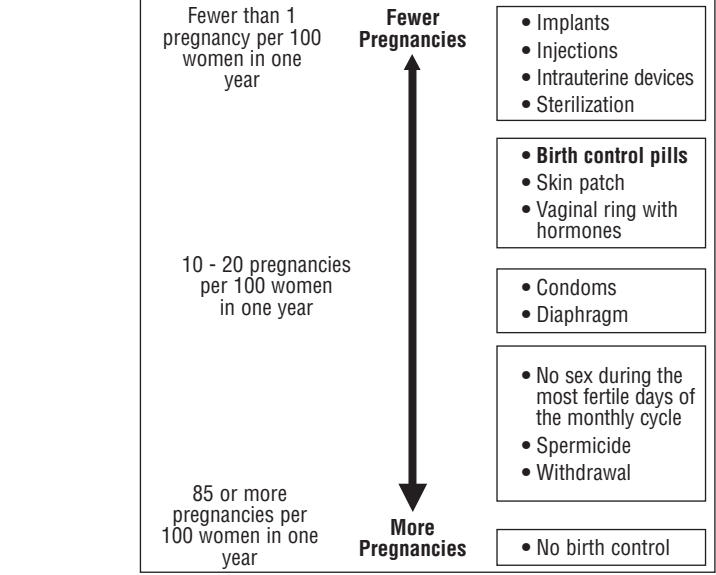 Fewer than 1
pregnancy per 100
women in one
year
Fewer
Pregnancies
• Implants
• Injections
• Intrauterine devices
• Sterilization
• Birth control pills
• Skin patch
• Vaginal ring with
hormones
10 - 20 pregnancies
per 100 women
in one year
• Condoms
• Diaphragm
• No sex during the
most fertile days of
the monthly cycle
• Spermicide
• Withdrawal
85 or more
pregnancies per
100 women in one
year
More
Pregnancies
• No birth control